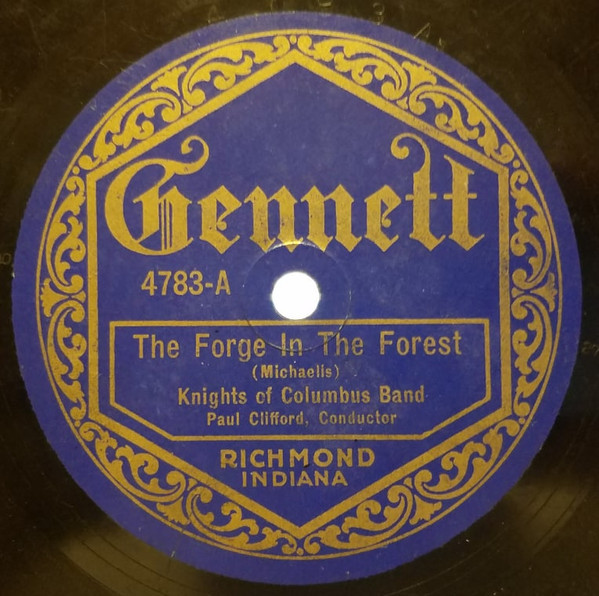 Gennett
4783-A
The Forge In The Forest
(Michaelis)
Knights of Columbus Band
Paul Clifford, Conductor
RICHMOND
INDIANA